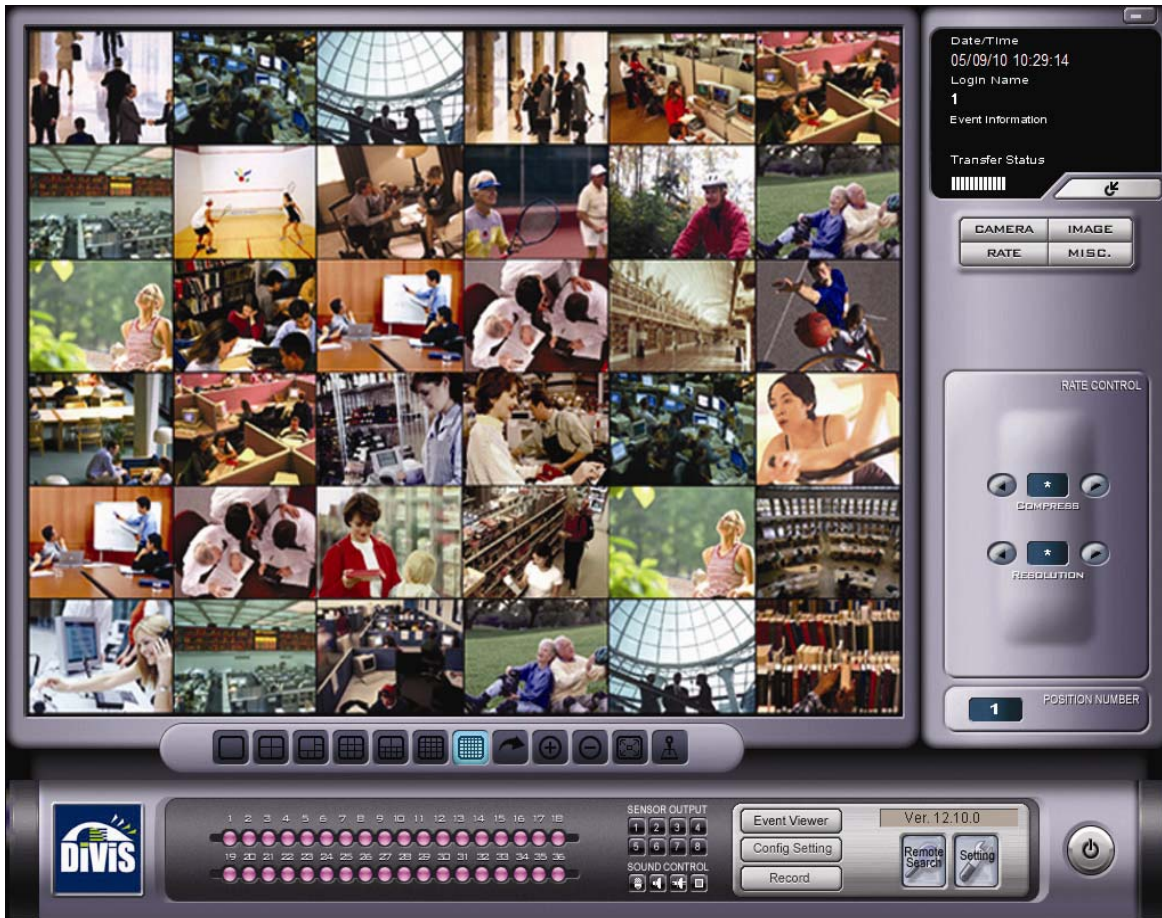 Date/Time
05/09/10 10:29:14
Login Name
1
Event Information
Transfer Status
CAMERA IMAGE
RATE MISC.
RATE CONTROL
*
COMPRESS
*
RESOLUTION
1 POSITION NUMBER
DiViS
1 2 3 4 5 6 7 8 9 10 11 12 13 14 15 16 17 18
19 20 21 22 23 24 25 26 27 28 29 30 31 32 33 34 35 36
SENSOR OUTPUT
1 2 3 4
5 6 7 8
SOUND CONTROL
Event Viewer
Config Setting
Record
Ver. 12.10.0
Remote
Search
Setting